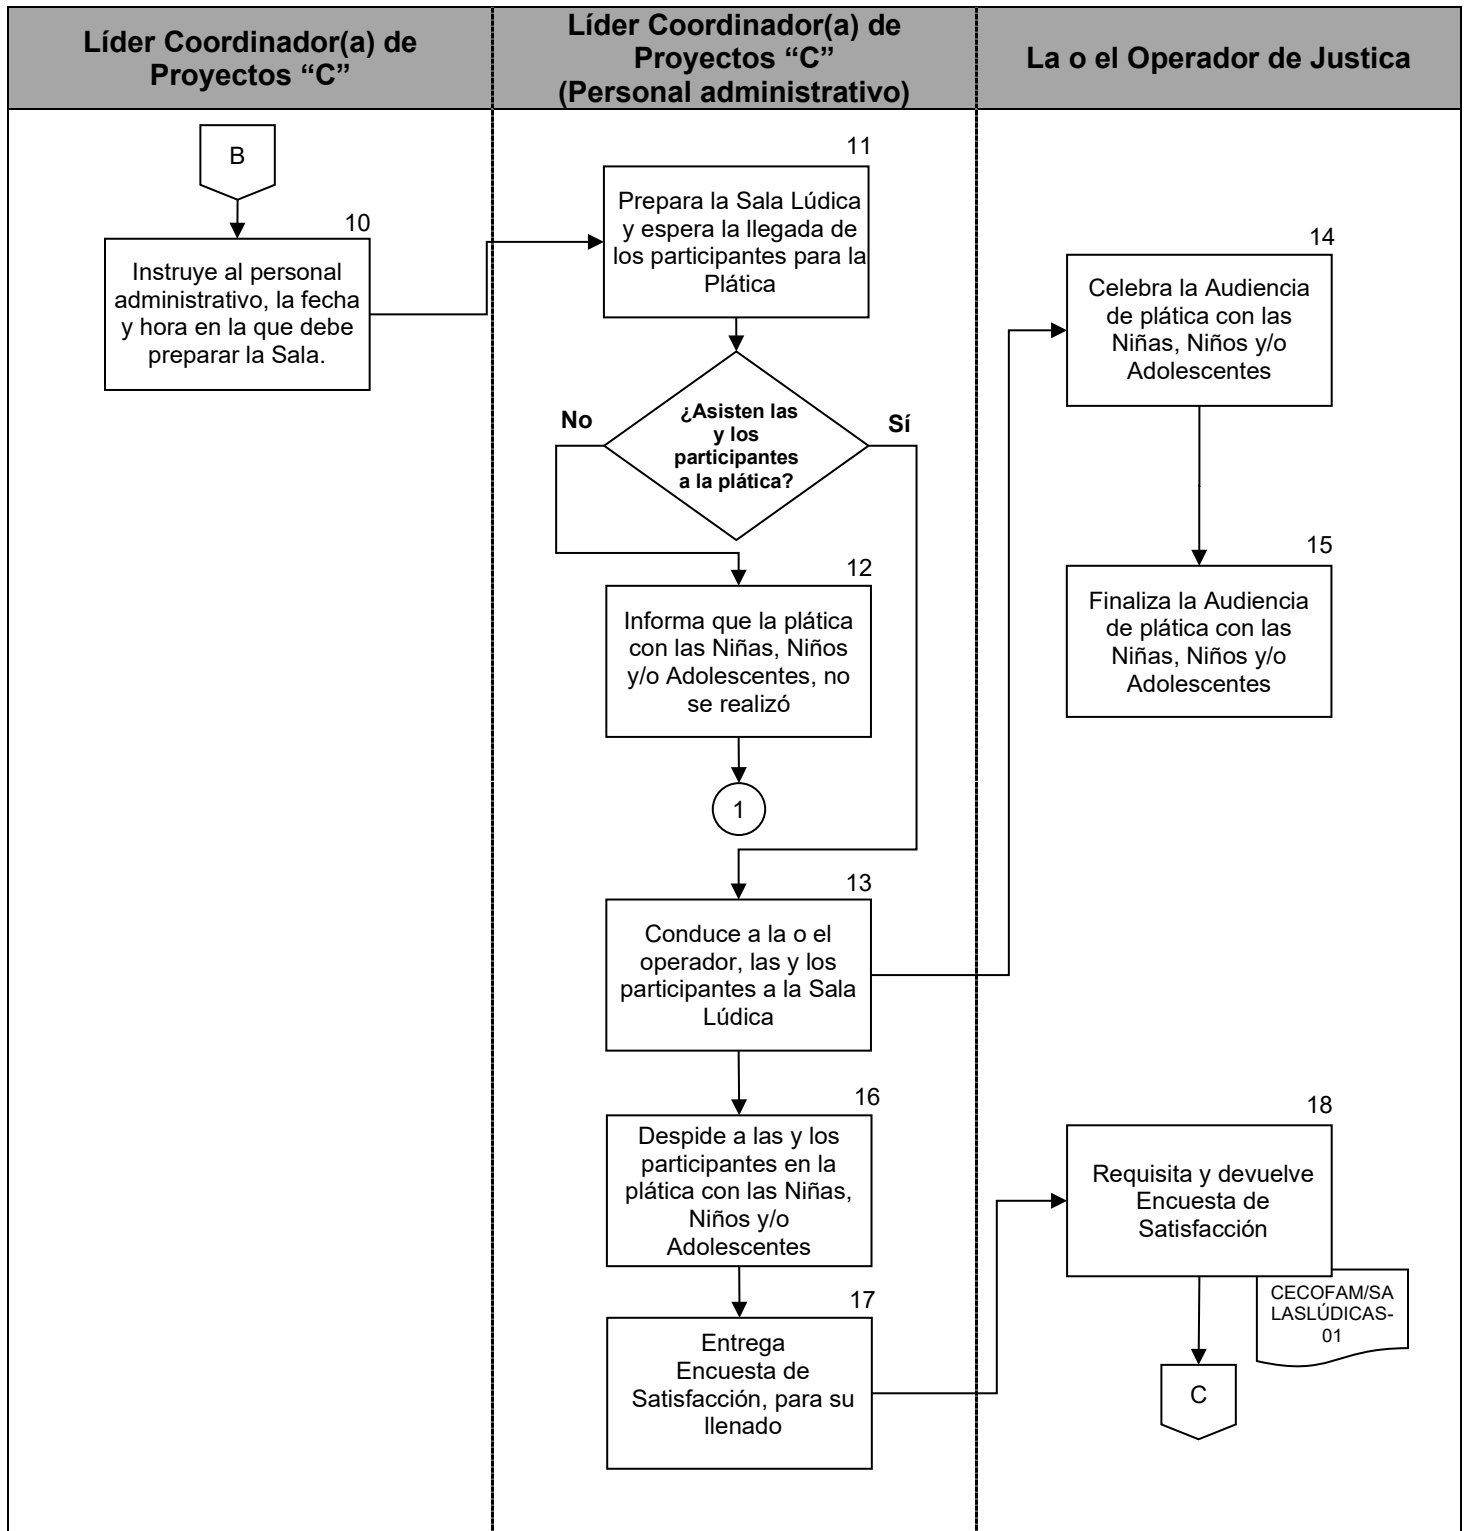 Líder Coordinador(a) de
Proyectos “C”
Líder Coordinador(a) de
Proyectos “C”
(Personal administrativo)
La o el Operador de Justica
B
10
Instruye al personal
administrativo, la fecha
y hora en la que debe
preparar la Sala.
11
Prepara la Sala Lúdica
y espera la llegada de
los participantes para la
Plática
No
¿Asisten las
y los
participantes
a la plática?
Sí
12
Informa que la plática
con las Niñas, Niños
y/o Adolescentes, no
se realizó
1
13
Conduce a la o el
operador, las y los
participantes a la Sala
Lúdica
14
Celebra la Audiencia
de plática con las
Niñas, Niños y/o
Adolescentes
15
Finaliza la Audiencia
de plática con las
Niñas, Niños y/o
Adolescentes
16
Despide a las y los
participantes en la
plática con las Niñas,
Niños y/o
Adolescentes
17
Entrega
Encuesta de
Satisfacción, para su
llenado
18
Requisita y devuelve
Encuesta de
Satisfacción
CECOFAM/SA
LASLÚDICAS-
01
C